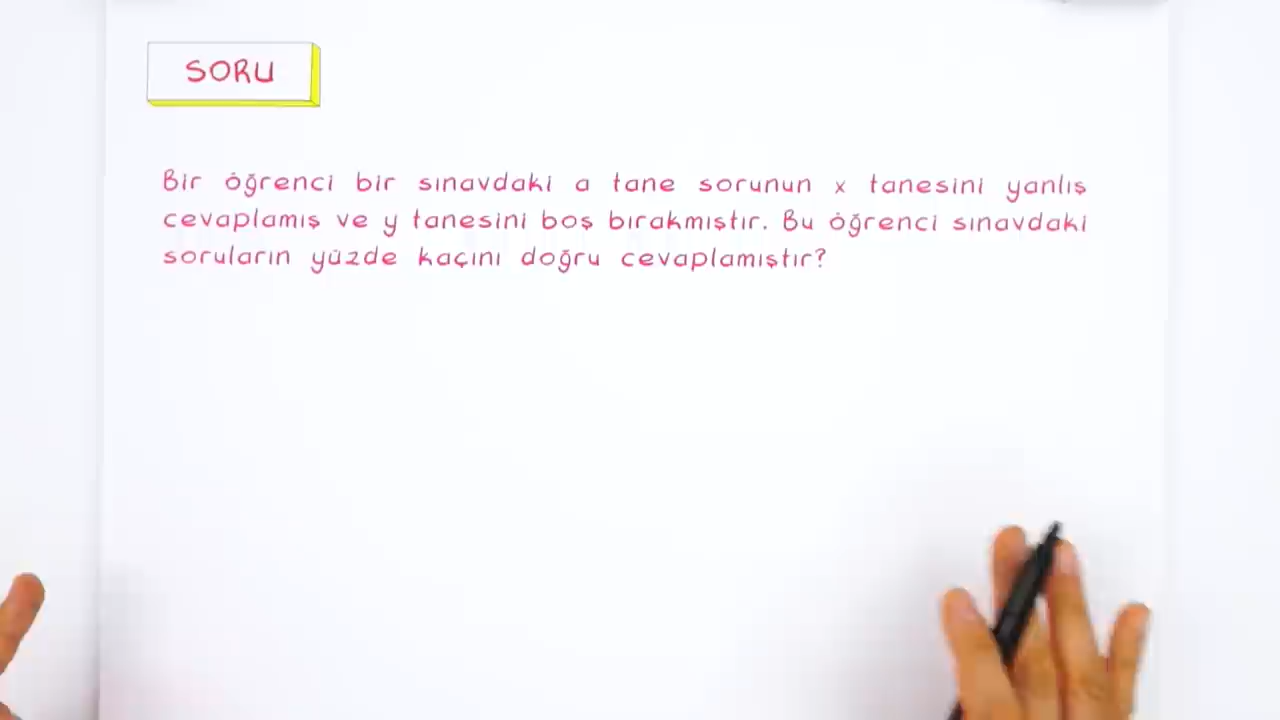 SORU
Bir öğrenci bir sınavdaki a tane sorunun x tanesini yanlış
cevaplamış ve y tanesini boş bırakmıştır. Bu öğrenci sınavdaki
soruların yüzde kaçını doğru cevaplamıştır?